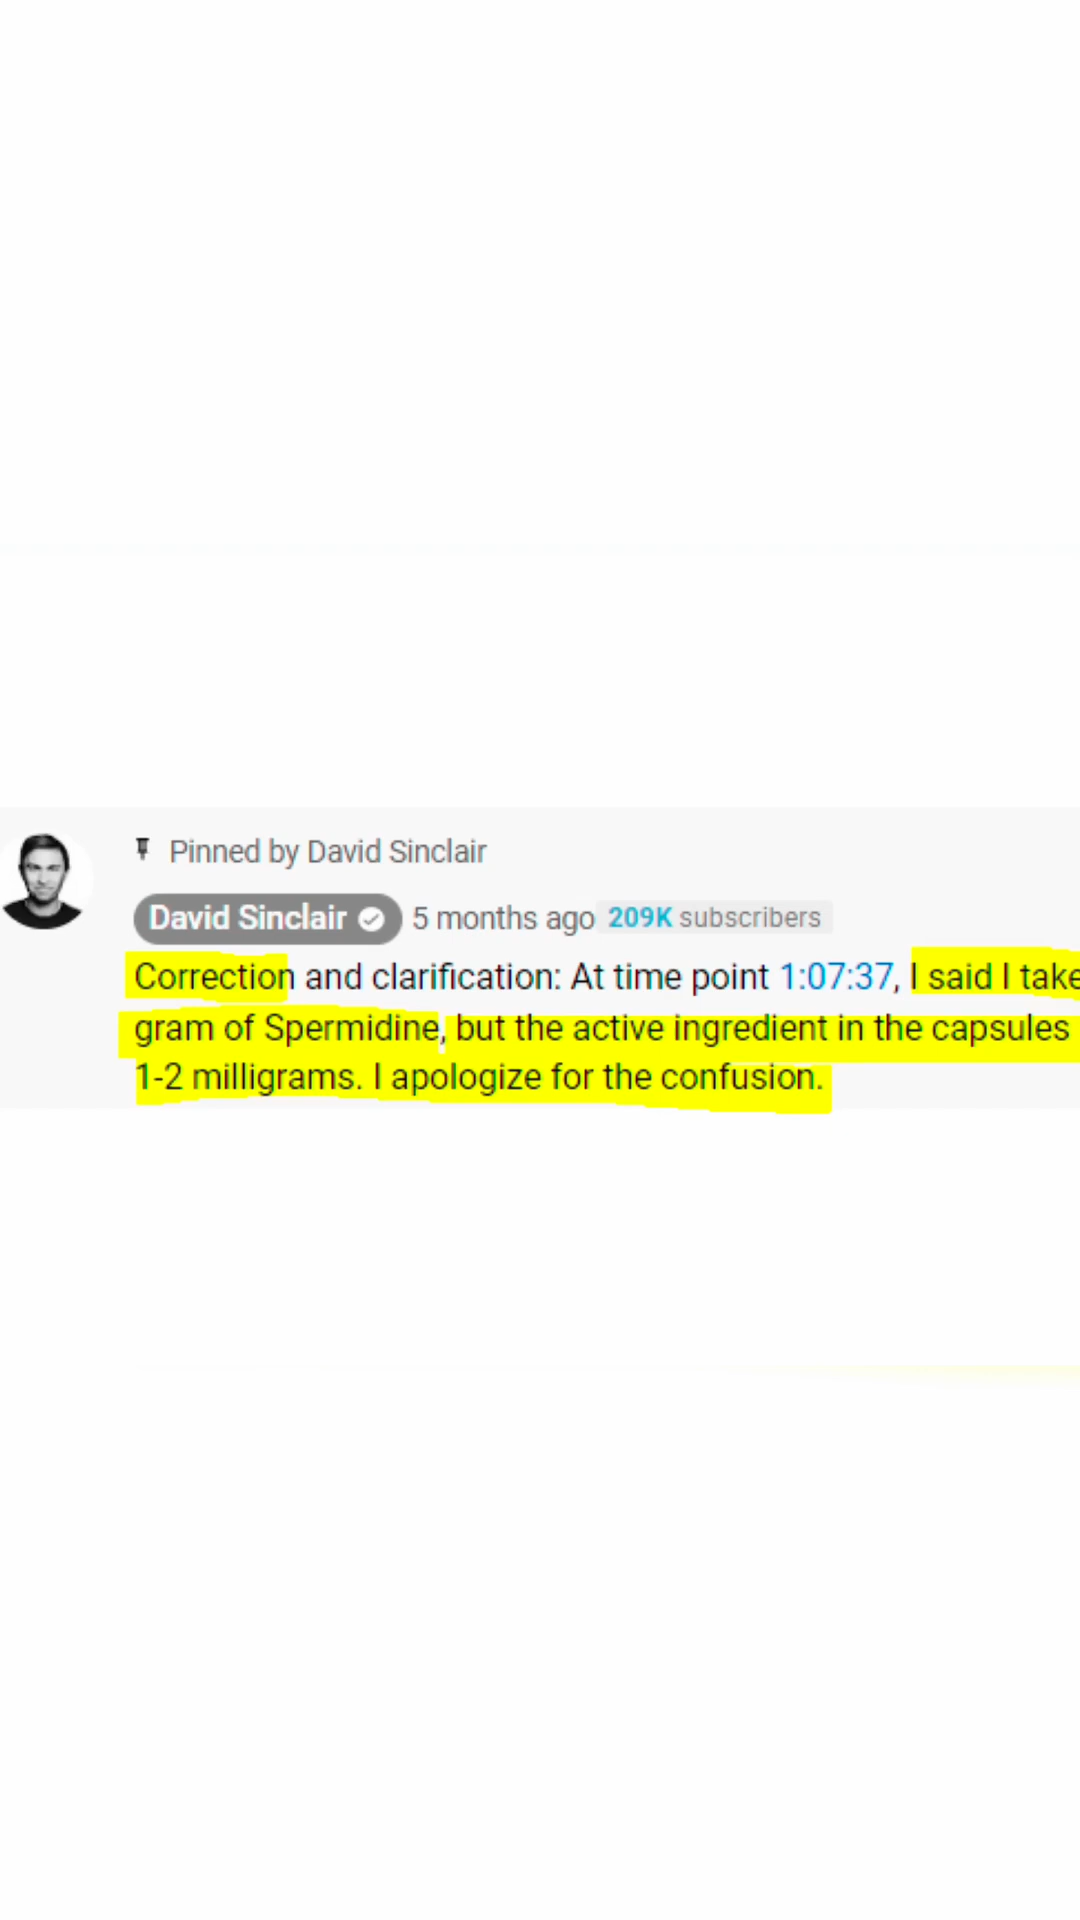 Pinned by David Sinclair
David Sinclair 5 months ago 209K subscribers
Correction and clarification: At time point 1:07:37, I said I take
gram of Spermidine, but the active ingredient in the capsules
1-2 milligrams. I apologize for the confusion.